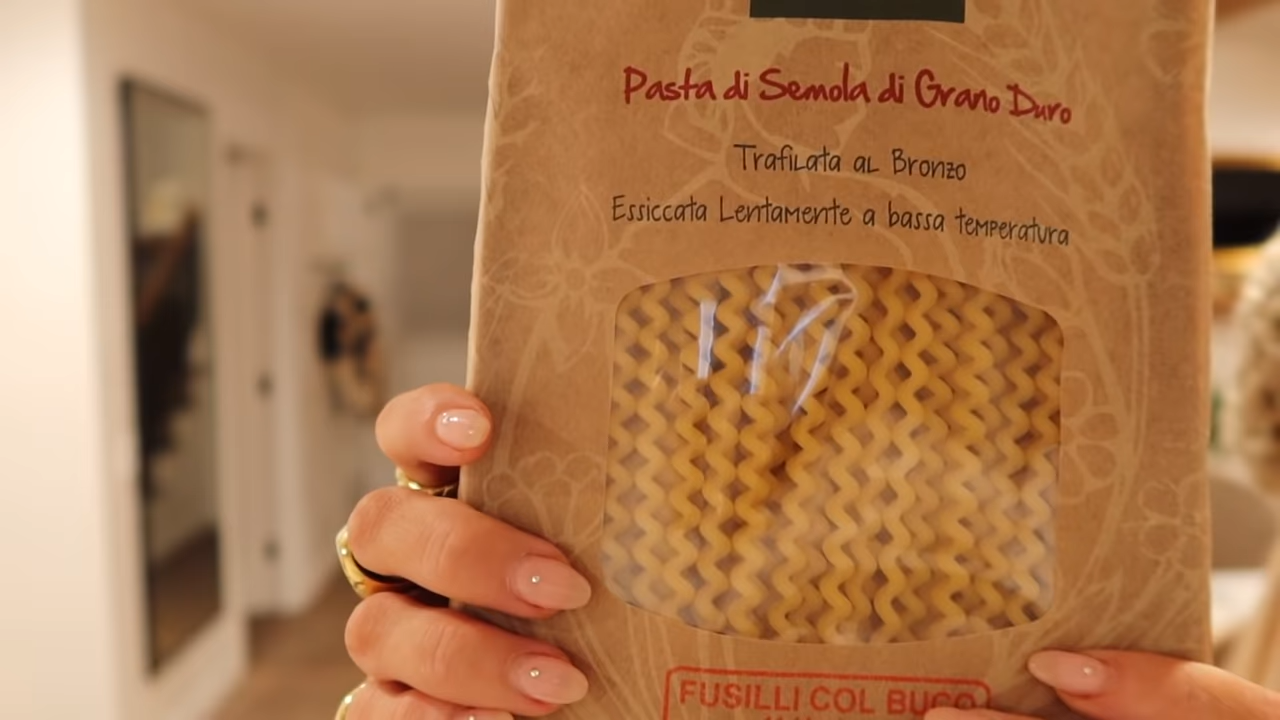 Pasta di Semola di Grano Duro
Trafilata al Bronzo
Essiccata Lentamente a bassa temperatura
FUSILLI COL BUCO